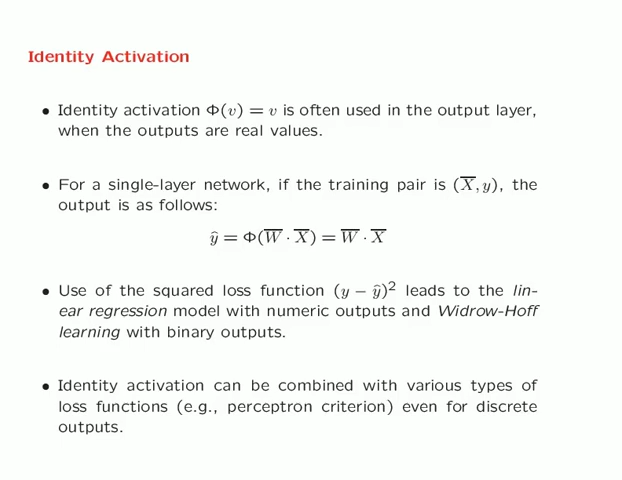 Identity Activation
• Identity activation Φ(v) = v is often used in the output layer,
when the outputs are real values.
• For a single-layer network, if the training pair is (X̅, y), the
output is as follows:
ŷ = Φ(W̅ · X̅) = W̅ · X̅
• Use of the squared loss function (y − ŷ)² leads to the lin-
ear regression model with numeric outputs and Widrow-Hoff
learning with binary outputs.
• Identity activation can be combined with various types of
loss functions (e.g., perceptron criterion) even for discrete
outputs.